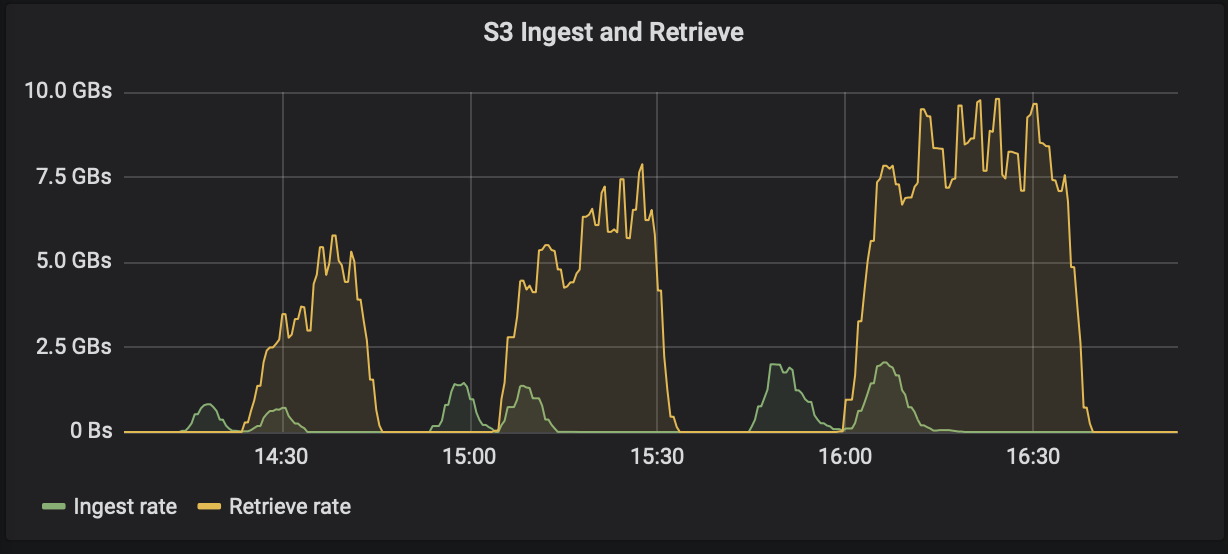 S3 Ingest and Retrieve
10.0 GBs
7.5 GBs
5.0 GBs
2.5 GBs
0 Bs
14:30 15:00 15:30 16:00 16:30
Ingest rate Retrieve rate